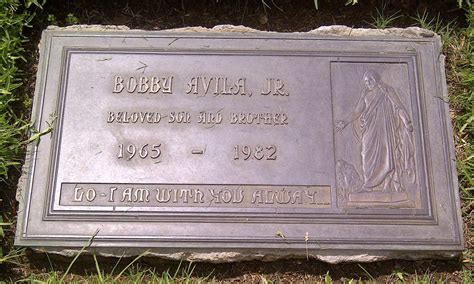 BOBBY AVILA, JR.
BELOVED SON AND BROTHER
1965 - 1982
LO - I AM WITH YOU ALWAY